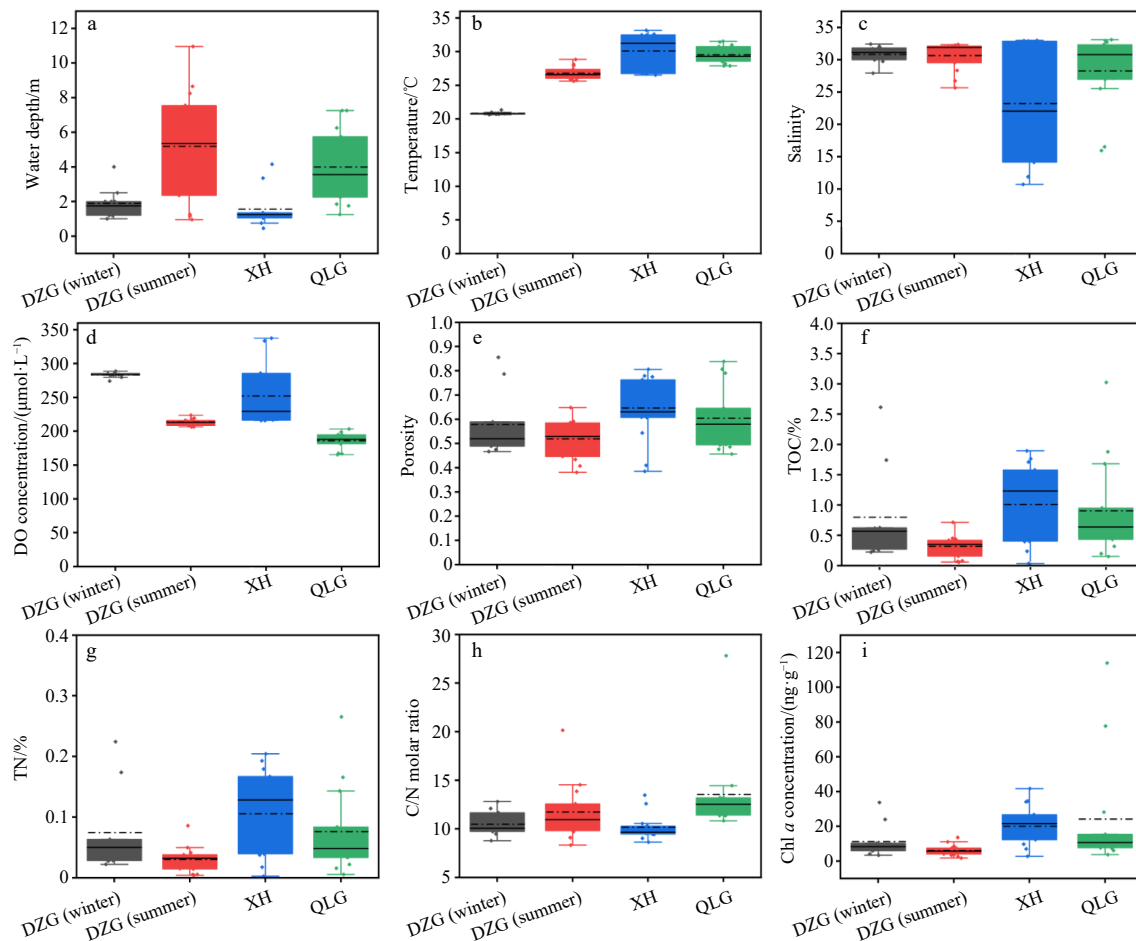 a
12
10
8
6
4
2
0
Water depth/m
DZG (winter)
DZG (summer)
XH
QLG
b
35
30
25
20
15
10
5
0
Temperature/℃
DZG (winter)
DZG (summer)
XH
QLG
c
35
30
25
20
15
10
5
0
Salinity
DZG (winter)
DZG (summer)
XH
QLG
d
350
300
250
200
150
100
50
0
DO concentration/(μmol·L⁻¹)
DZG (winter)
DZG (summer)
XH
QLG
e
1.0
0.9
0.8
0.7
0.6
0.5
0.4
0.3
0.2
0.1
0
Porosity
DZG (winter)
DZG (summer)
XH
QLG
f
4.0
3.5
3.0
2.5
2.0
1.5
1.0
0.5
0
TOC/%
DZG (winter)
DZG (summer)
XH
QLG
g
0.4
0.3
0.2
0.1
0
TN/%
DZG (winter)
DZG (summer)
XH
QLG
h
30
25
20
15
10
5
C/N molar ratio
DZG (winter)
DZG (summer)
XH
QLG
i
120
100
80
60
40
20
0
Chl a concentration/(ng·g⁻¹)
DZG (winter)
DZG (summer)
XH
QLG